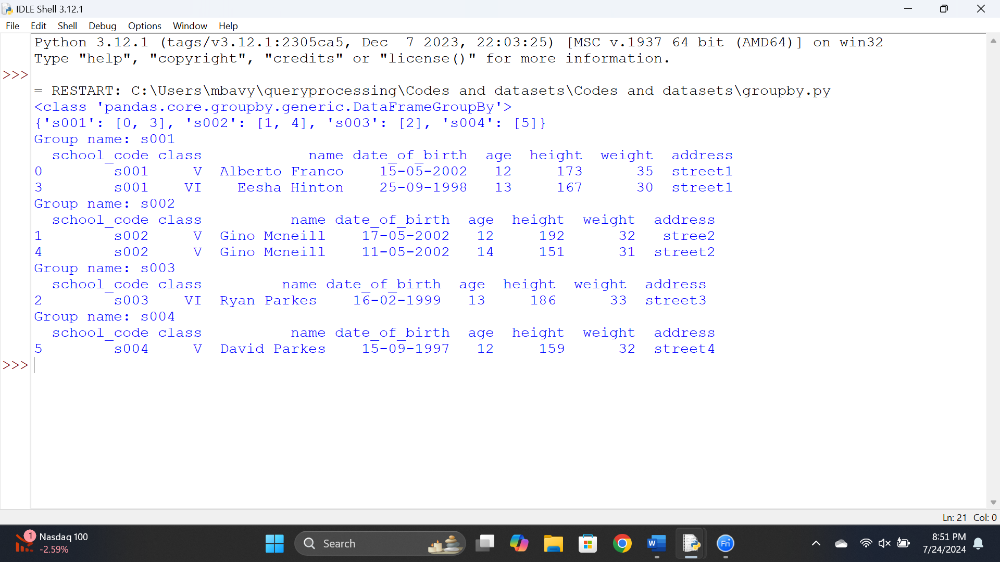 IDLE Shell 3.12.1
File Edit Shell Debug Options Window Help
Python 3.12.1 (tags/v3.12.1:2305ca5, Dec  7 2023, 22:03:25) [MSC v.1937 64 bit (AMD64)] on win32
Type "help", "copyright", "credits" or "license()" for more information.
>>>
= RESTART: C:\Users\mbavy\queryprocessing\Codes and datasets\Codes and datasets\groupby.py
<class 'pandas.core.groupby.generic.DataFrameGroupBy'>
{'s001': [0, 3], 's002': [1, 4], 's003': [2], 's004': [5]}
Group name: s001
  school_code class            name date_of_birth  age  height  weight  address
0        s001     V  Alberto Franco    15-05-2002   12     173      35  street1
3        s001    VI    Eesha Hinton    25-09-1998   13     167      30  street1
Group name: s002
  school_code class          name date_of_birth  age  height  weight  address
1        s002     V  Gino Mcneill    17-05-2002   12     192      32   stree2
4        s002     V  Gino Mcneill    11-05-2002   14     151      31  street2
Group name: s003
  school_code class         name date_of_birth  age  height  weight  address
2        s003    VI  Ryan Parkes    16-02-1999   13     186      33  street3
Group name: s004
  school_code class          name date_of_birth  age  height  weight  address
5        s004     V  David Parkes    15-09-1997   12     159      32  street4
>>>
Ln: 21 Col: 0
1 Nasdaq 100
-2.59%
Search
W
Fn
8:51 PM
7/24/2024